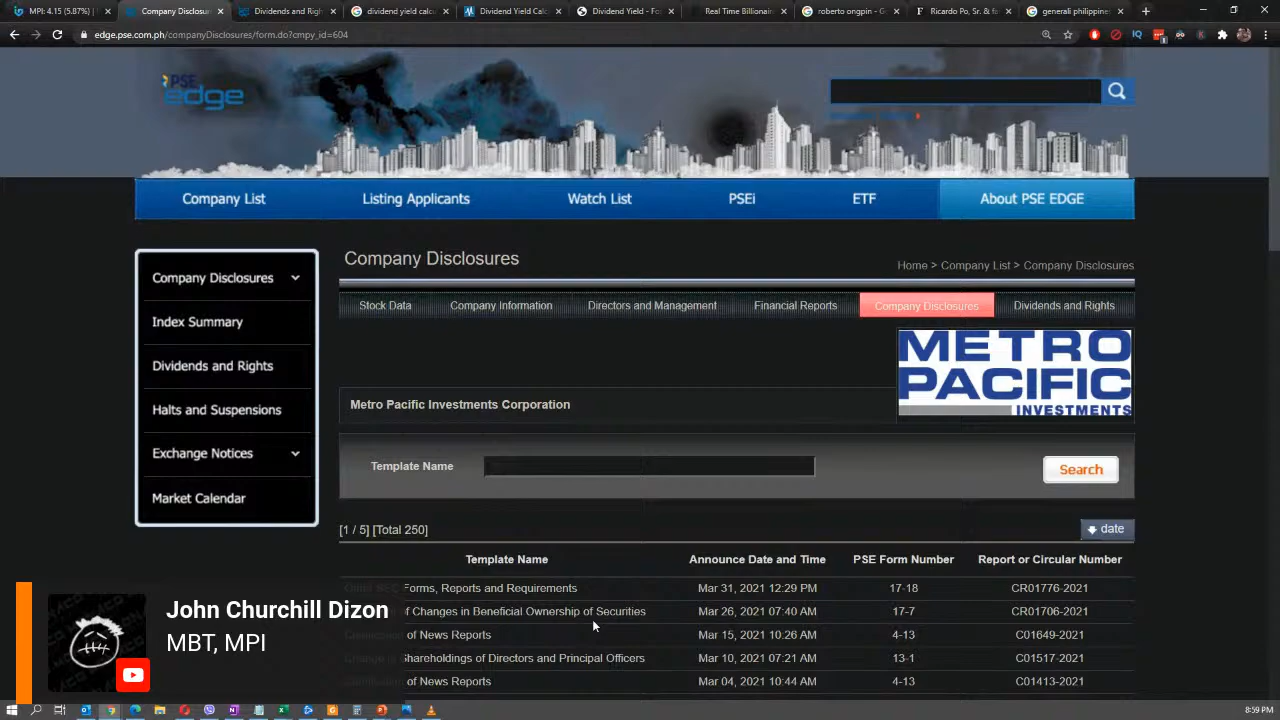 MPI: 4.15 (5.87%) |
Company Disclosur
Dividends and Righ
dividend yield calcu
Dividend Yield Calc
Dividend Yield - Fo
Real Time Billionair
roberto ongpin - G
Ricardo Po, Sr. & fa
generali philippine
edge.pse.com.ph/companyDisclosures/form.do?cmpy_id=604
PSE
edge
Company List
Listing Applicants
Watch List
PSEi
ETF
About PSE EDGE
Company Disclosures
Index Summary
Dividends and Rights
Halts and Suspensions
Exchange Notices
Market Calendar
Company Disclosures
Home > Company List > Company Disclosures
Stock Data
Company Information
Directors and Management
Financial Reports
Company Disclosures
Dividends and Rights
METRO
PACIFIC
INVESTMENTS
Metro Pacific Investments Corporation
Template Name
Search
[1 / 5] [Total 250]
date
Template Name Announce Date and Time PSE Form Number Report or Circular Number
Forms, Reports and Requirements Mar 31, 2021 12:29 PM 17-18 CR01776-2021
of Changes in Beneficial Ownership of Securities Mar 26, 2021 07:40 AM 17-7 CR01706-2021
of News Reports Mar 15, 2021 10:26 AM 4-13 C01649-2021
Shareholdings of Directors and Principal Officers Mar 10, 2021 07:21 AM 13-1 C01517-2021
of News Reports Mar 04, 2021 10:44 AM 4-13 C01413-2021
John Churchill Dizon
MBT, MPI
8:59 PM